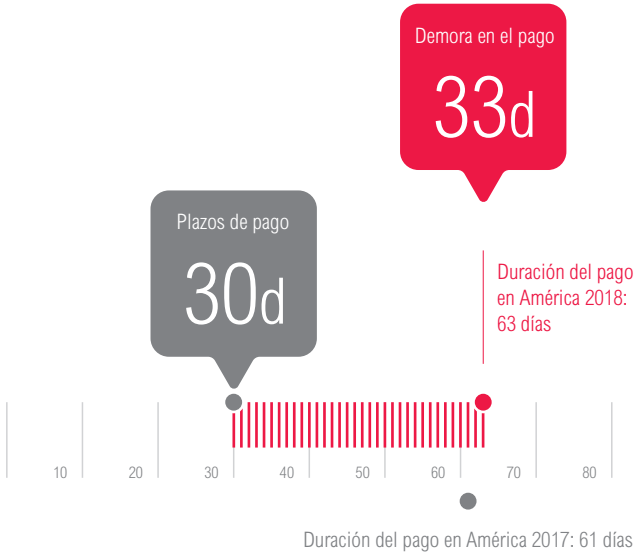 Demora en el pago
33d
Plazos de pago
30d
Duración del pago
en América 2018:
63 días
10 20 30 40 50 60 70 80
Duración del pago en América 2017: 61 días